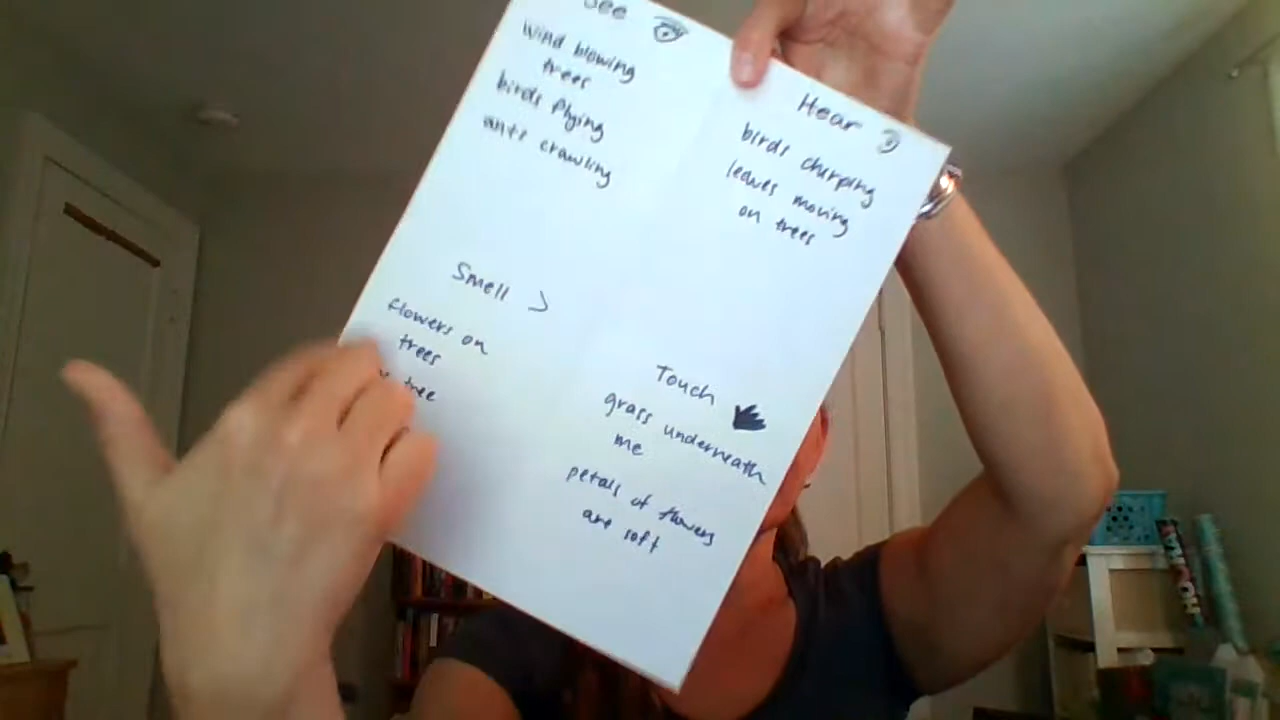 See
wind blowing
trees
birds flying
ants crawling
Hear
birds chirping
leaves moving
on trees
Smell
flowers on
trees
tree
Touch
grass underneath
me
petals of flowers
are soft